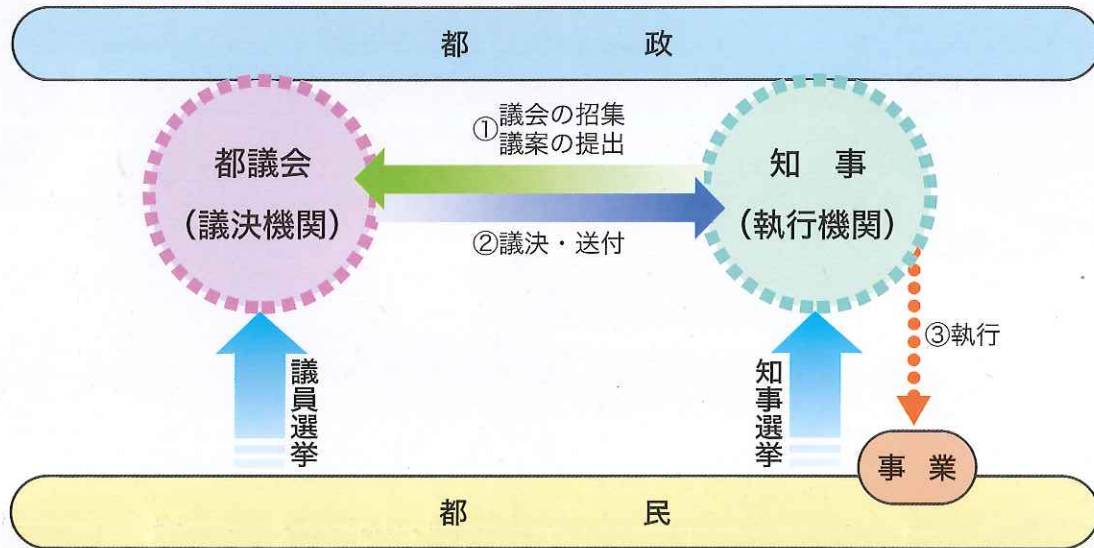 都 政
①議会の招集
議案の提出
都議会
(議決機関)
知 事
(執行機関)
②議決・送付
③執行
議員選挙
知事選挙
事 業
都 民